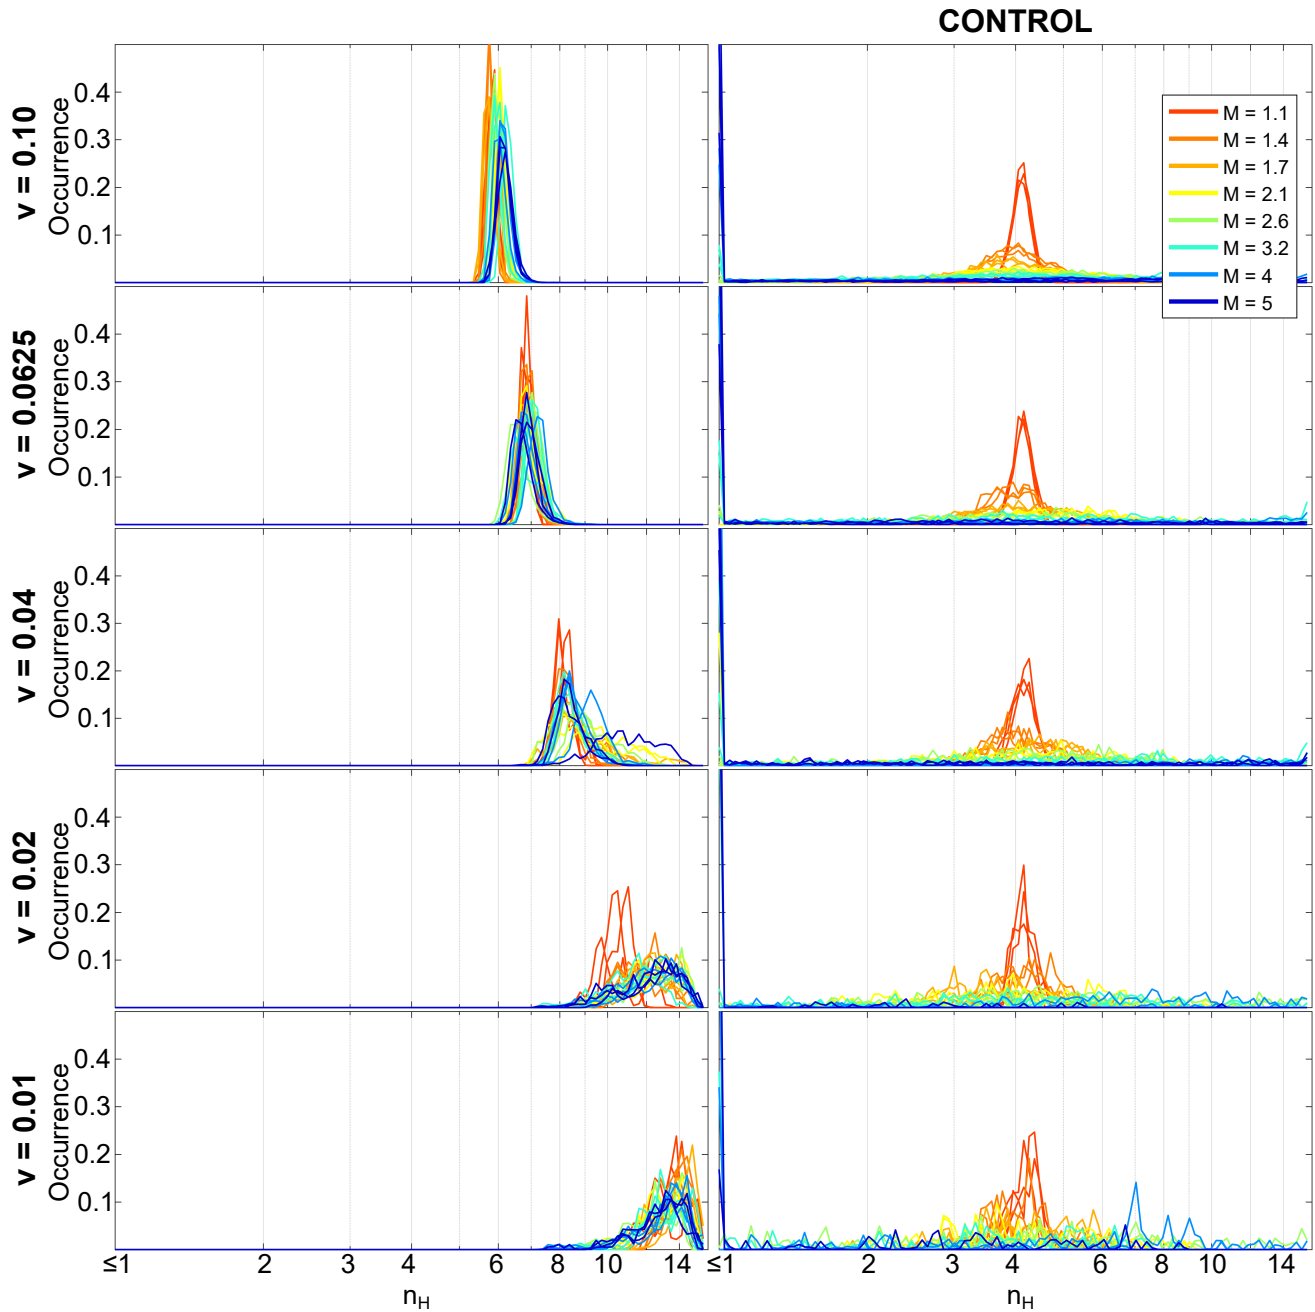 CONTROL
v = 0.10
Occurrence
0.4
0.3
0.2
0.1
M = 1.1
M = 1.4
M = 1.7
M = 2.1
M = 2.6
M = 3.2
M = 4
M = 5
v = 0.0625
Occurrence
0.4
0.3
0.2
0.1
v = 0.04
Occurrence
0.4
0.3
0.2
0.1
v = 0.02
Occurrence
0.4
0.3
0.2
0.1
v = 0.01
Occurrence
0.4
0.3
0.2
0.1
≤1 2 3 4 6 8 10 14 ≤1 2 3 4 6 8 10 14
n_H n_H